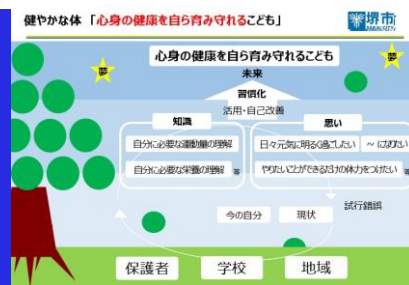 健やかな体 「心身の健康を自ら育み守れるこども」
堺市
夢
夢
心身の健康を自ら育み守れるこども
未来
習慣化
活用・自己改善
知識
思い
自分に必要な運動量の理解
日々元気に明るく過ごしたい
~になりたい
自分に必要な栄養の理解 等
やりたいことができるだけの体力をつけたい 等
今の自分
現状
試行錯誤
保護者
学校
地域